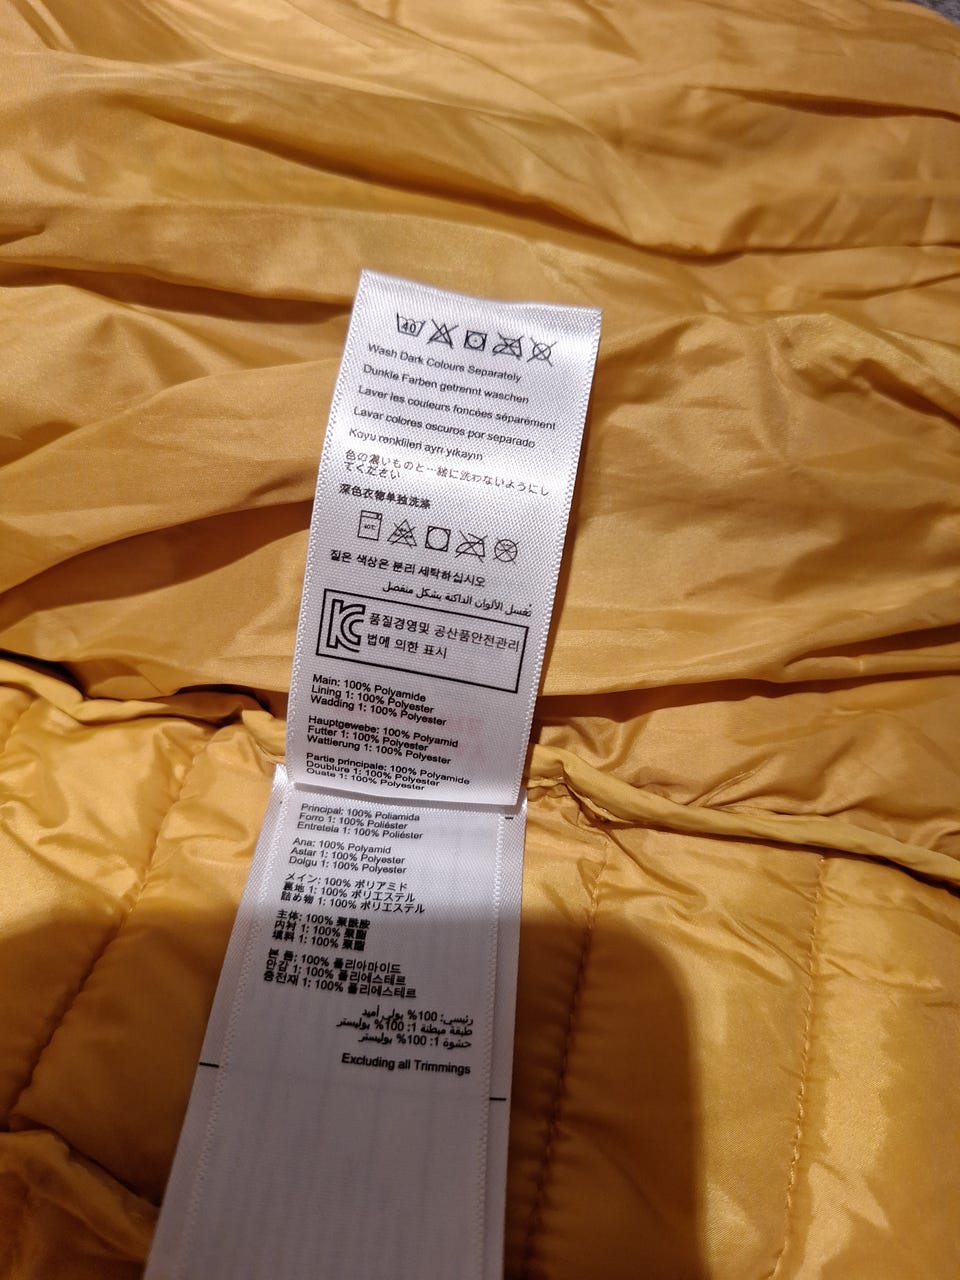 40
Wash Dark Colours Separately
Dunkle Farben getrennt waschen
Laver les couleurs foncées séparément
Lavar colores oscuros por separado
Koyu renklileri ayrı yıkayın
色の濃いものと一緒に洗わないようにし
てください
深色衣物单独洗涤
40℃
짙은 색상은 분리 세탁하십시오
تُغسل الألوان الداكنة بشكل منفصل
KC 품질경영및 공산품안전관리
법에 의한 표시
Main: 100% Polyamide
Lining 1: 100% Polyester
Wadding 1: 100% Polyester
Hauptgewebe: 100% Polyamid
Futter 1: 100% Polyester
Wattierung 1: 100% Polyester
Partie principale: 100% Polyamide
Doublure 1: 100% Polyester
Ouate 1: 100% Polyester
Principal: 100% Poliamida
Forro 1: 100% Poliéster
Entretela 1: 100% Poliéster
Ana: 100% Polyamid
Astar 1: 100% Polyester
Dolgu 1: 100% Polyester
メイン: 100% ポリアミド
裏地 1: 100% ポリエステル
詰め物 1: 100% ポリエステル
主体: 100% 聚酰胺
内衬 1: 100% 聚酯
填料 1: 100% 聚酯
본 품: 100% 폴리아마이드
안감 1: 100% 폴리에스테르
충전재 1: 100% 폴리에스테르
رئيسي: 100% بولي أميد
طبقة مبطنة 1: 100% بوليستر
حشوة 1: 100% بوليستر
Excluding all Trimmings